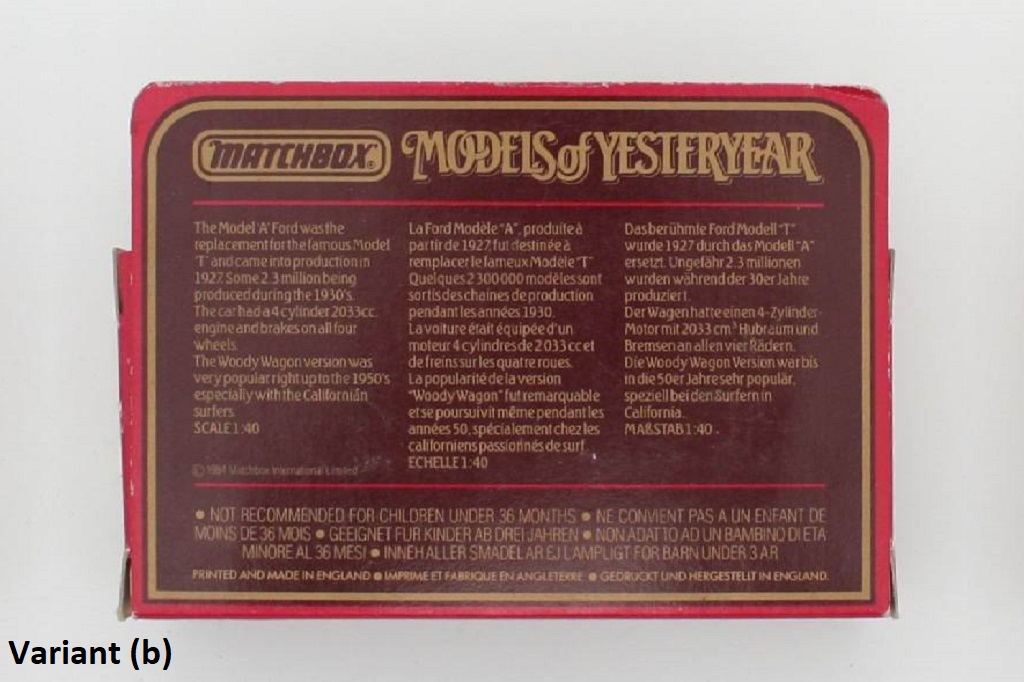 MATCHBOX® MODELS of YESTERYEAR
The Model 'A' Ford was the
replacement for the famous Model
'T' and came into production in
1927. Some 2.3 million being
produced during the 1930's.
The car had a 4 cylinder 2033cc.
engine and brakes on all four
wheels.
The Woody Wagon version was
very popular right up to the 1950's
especially with the Californian
surfers.
SCALE 1:40
© 1984 Matchbox International Limited
La Ford Modèle "A", produite à
partir de 1927, fut destinée à
remplacer le fameux Modèle "T"
Quelques 2 300 000 modèles sont
sortis des chaines de production
pendant les années 1930.
La voiture était équipée d'un
moteur 4 cylindres de 2033 cc et
de freins sur les quatre roues.
La popularité de la version
"Woody Wagon" fut remarquable
et se poursuivit même pendant les
années 50, spécialement chez les
californiens passionnés de surf.
ECHELLE 1:40
Das berühmte Ford Modell "T"
wurde 1927 durch das Modell "A"
ersetzt. Ungefähr 2.3 millionen
wurden während der 30er Jahre
produziert.
Der Wagen hatte einen 4-Zylinder
Motor mit 2033 cm³ Hubraum und
Bremsen an allen vier Rädern.
Die Woody Wagon Version war bis
in die 50er Jahre sehr populär,
speziell bei den Surfern in
California.
MAßSTAB 1:40.
● NOT RECOMMENDED FOR CHILDREN UNDER 36 MONTHS ● NE CONVIENT PAS A UN ENFANT DE
MOINS DE 36 MOIS ● GEEIGNET FUR KINDER AB DREI JAHREN ● NON ADATTO AD UN BAMBINO DI ETA
MINORE AL 36 MESI ● INNEHALLER SMADELAR EJ LAMPLIGT FOR BARN UNDER 3 AR
PRINTED AND MADE IN ENGLAND ● IMPRIME ET FABRIQUE EN ANGLETERRE ● GEDRUCKT UND HERGESTELLT IN ENGLAND.
Variant (b)